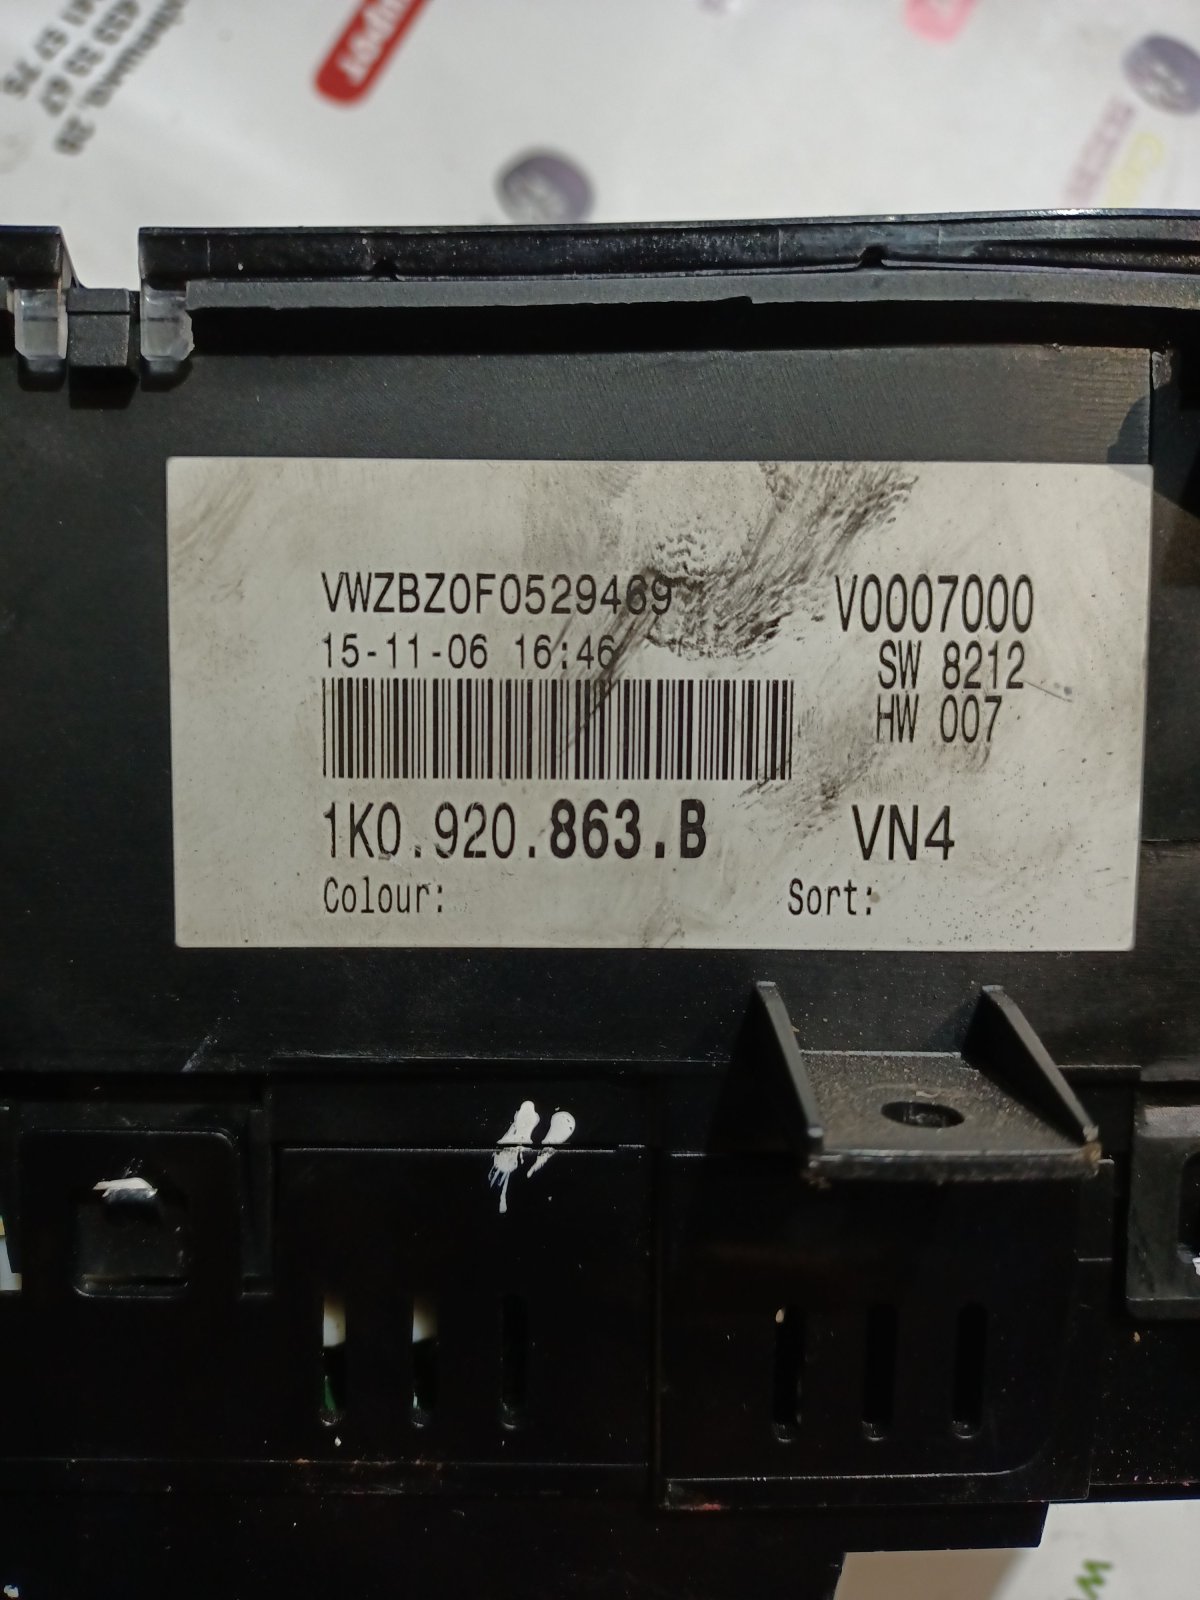 VWZBZ0F0529469
15-11-06 16:46
V0007000
SW 8212
HW 007
1K0.920.863.B
VN4
Colour:
Sort: